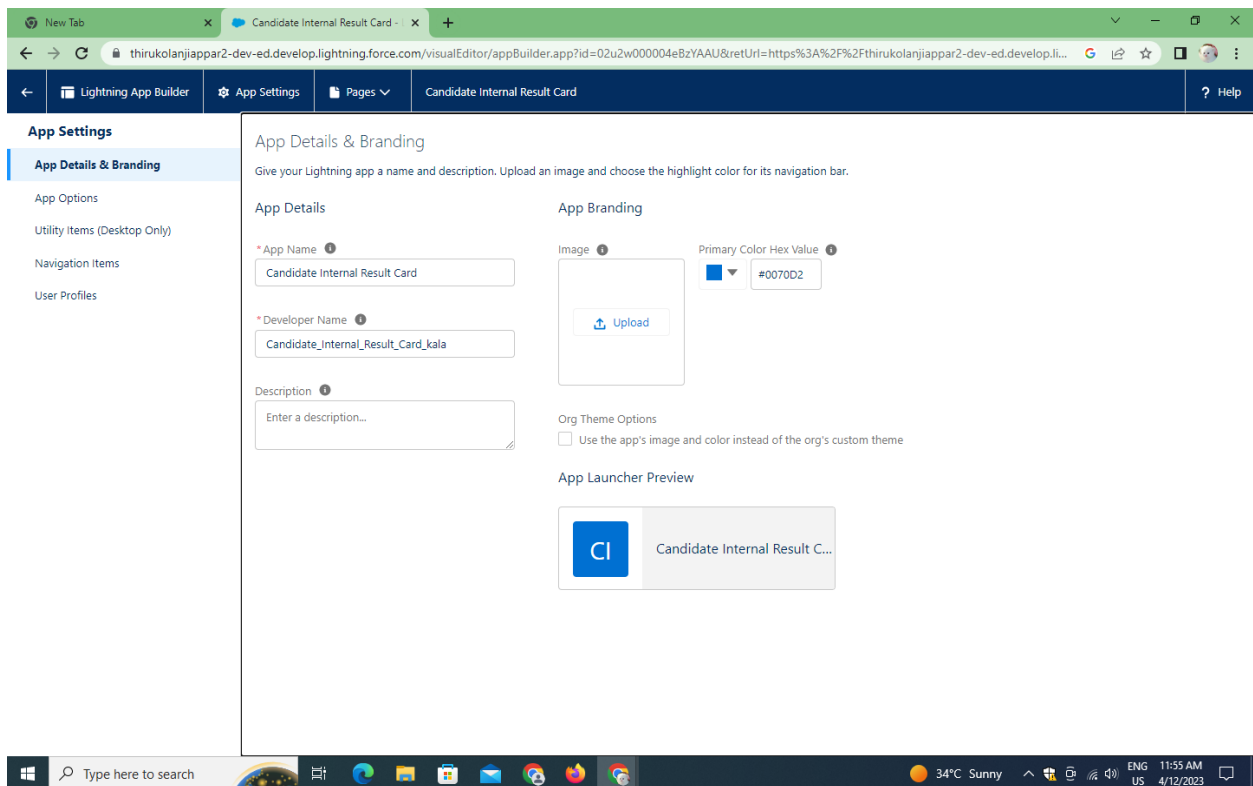 New Tab
Candidate Internal Result Card -
thirukolanjiappar2-dev-ed.develop.lightning.force.com/visualEditor/appBuilder.app?id=02u2w000004eBzYAAU&retUrl=https%3A%2F%2Fthirukolanjiappar2-dev-ed.develop.li...
Lightning App Builder
App Settings
Pages
Candidate Internal Result Card
? Help
App Settings
App Details & Branding
App Options
Utility Items (Desktop Only)
Navigation Items
User Profiles
App Details & Branding
Give your Lightning app a name and description. Upload an image and choose the highlight color for its navigation bar.
App Details
*App Name
Candidate Internal Result Card
*Developer Name
Candidate_Internal_Result_Card_kala
Description
Enter a description...
App Branding
Image
Upload
Primary Color Hex Value
#0070D2
Org Theme Options
Use the app's image and color instead of the org's custom theme
App Launcher Preview
CI
Candidate Internal Result C...
Type here to search
34°C Sunny
ENG
US
11:55 AM
4/12/2023